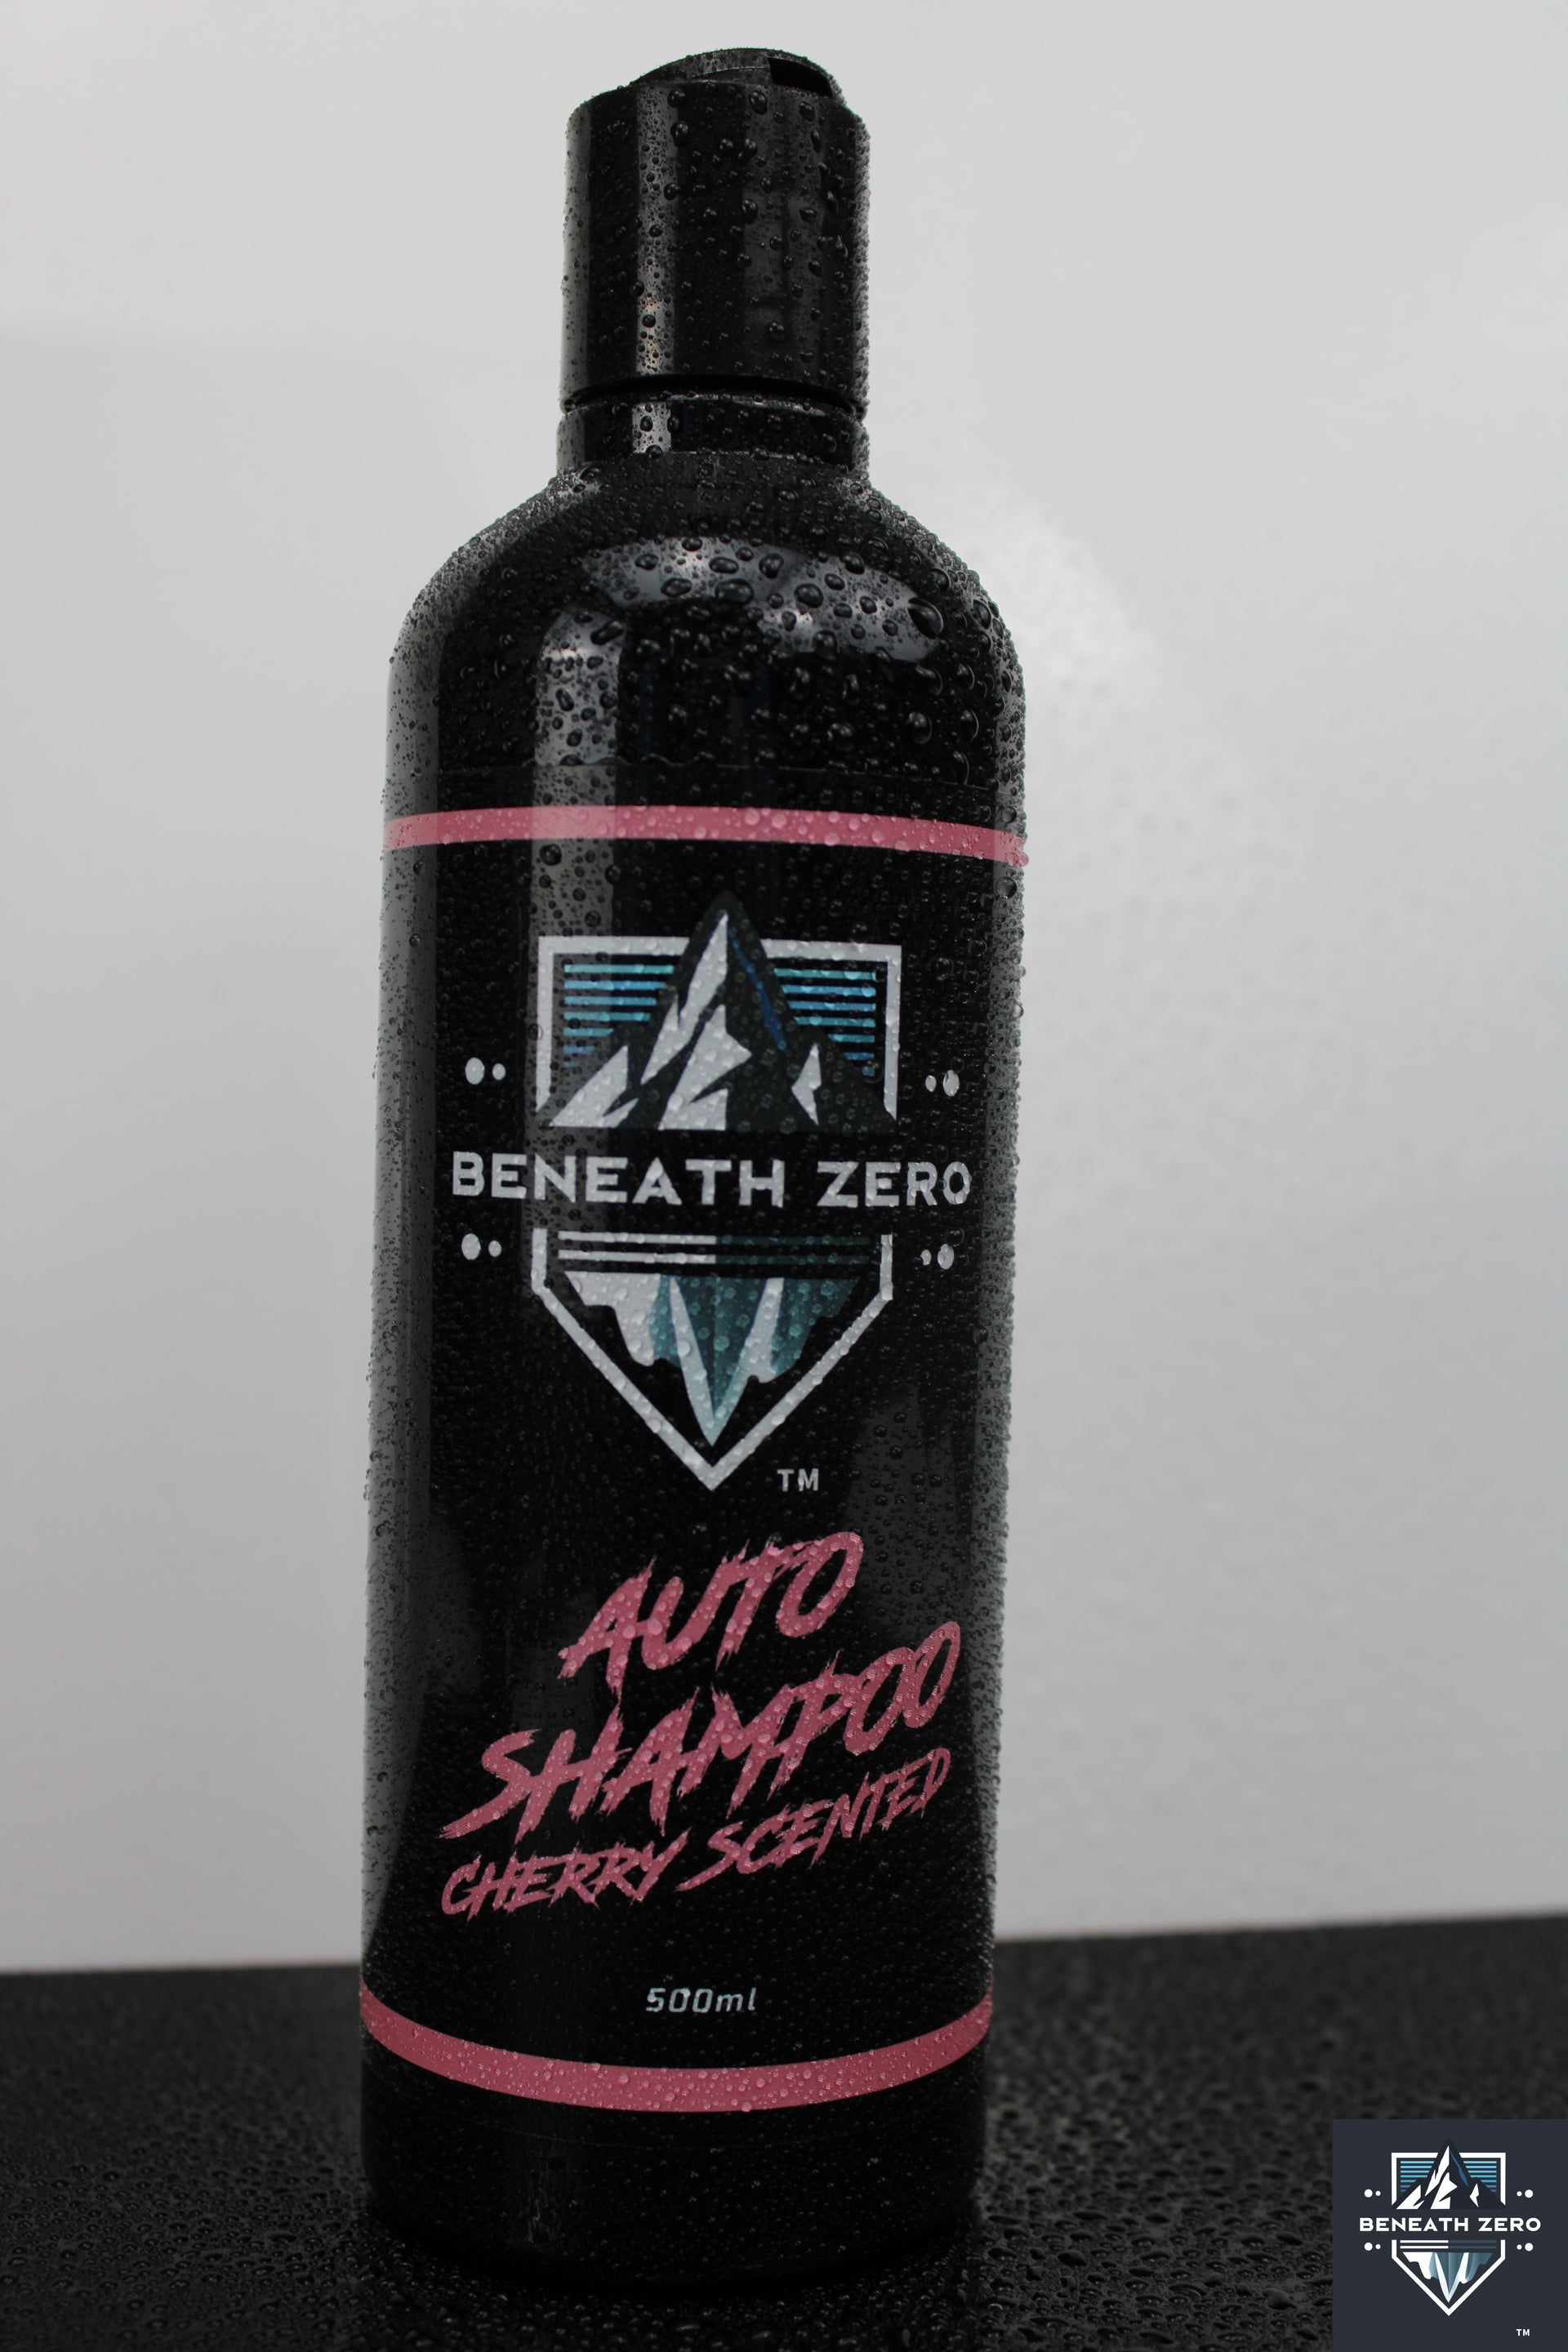 BENEATH ZERO
TM
AUTO
SHAMPOO
CHERRY SCENTED
500ml
BENEATH ZERO
TM